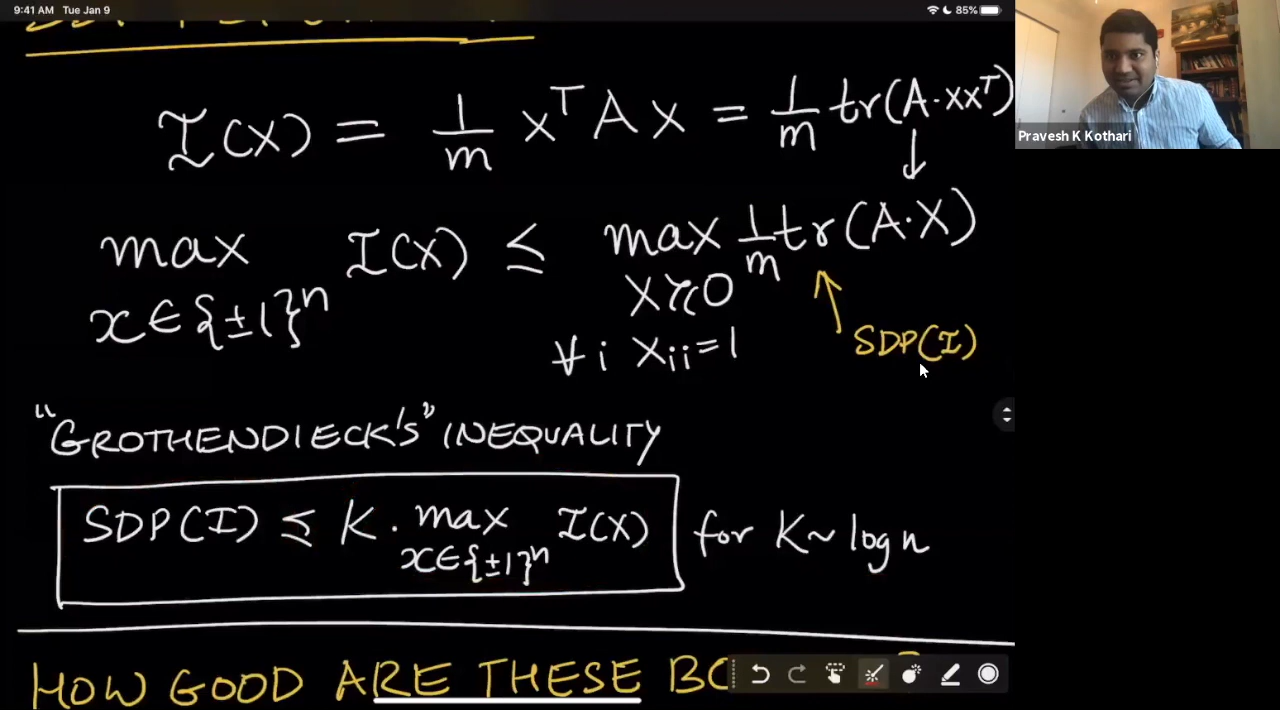 9:41 AM Tue Jan 9
85%
I(x) = 1/m xᵀAx = 1/m tr(A·xxᵀ)
Pravesh K Kothari
max x∈{±1}ⁿ I(x) ≤ max X≽0 ∀i Xii=1 1/m tr(A·X)
SDP(I)
"GROTHENDIECK'S" INEQUALITY
SDP(I) ≤ K · max x∈{±1}ⁿ I(x) for K~ log n
HOW GOOD ARE THESE